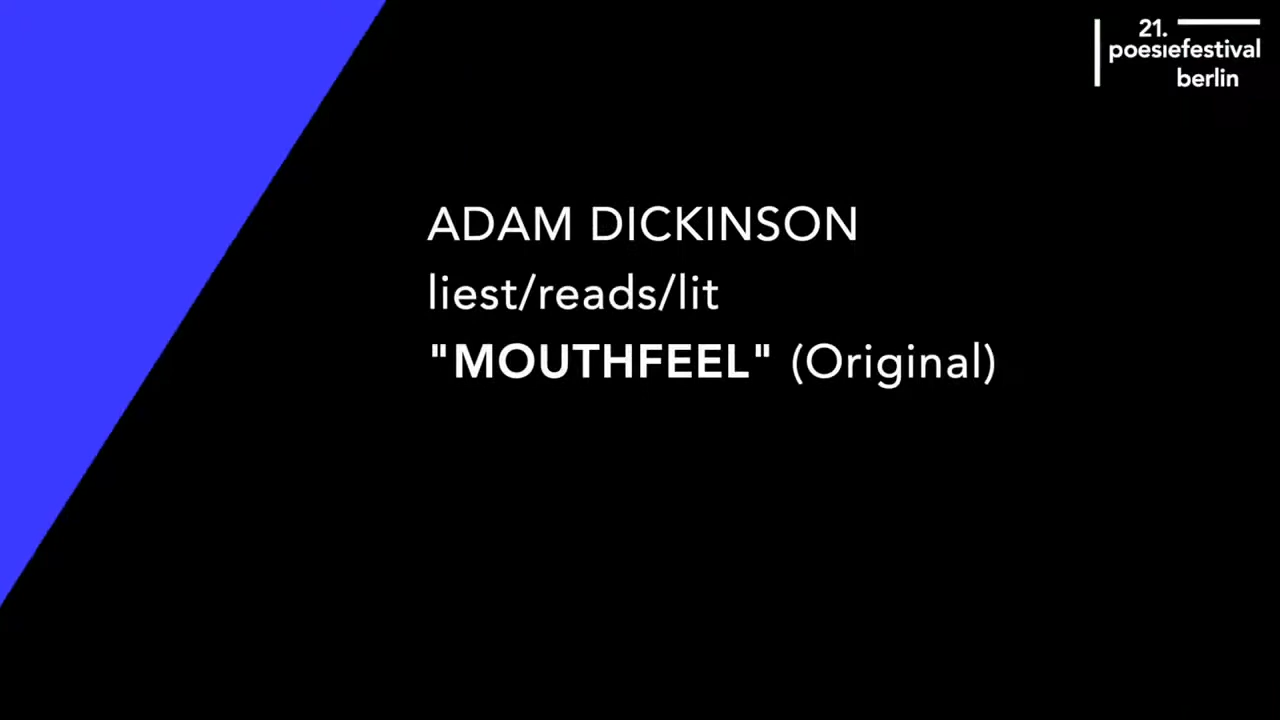 21.
poesiefestival
berlin
ADAM DICKINSON
liest/reads/lit
"MOUTHFEEL" (Original)